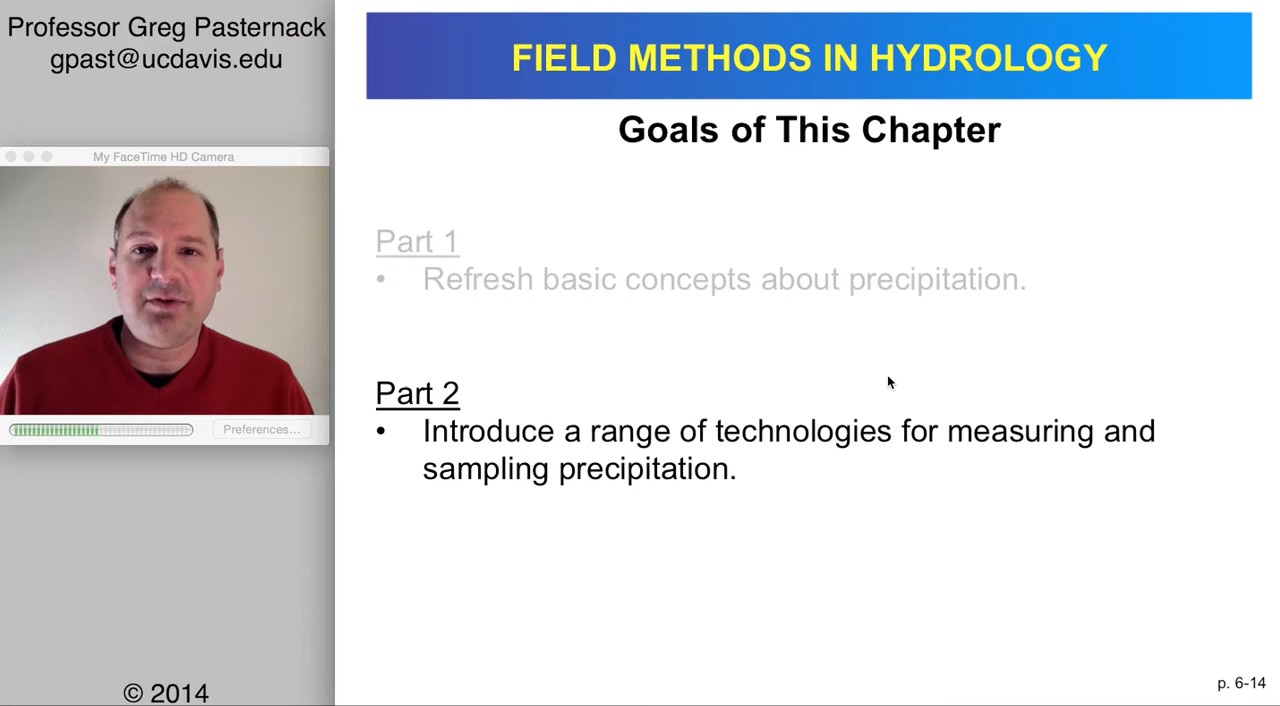 Professor Greg Pasternack
gpast@ucdavis.edu
FIELD METHODS IN HYDROLOGY
Goals of This Chapter
My FaceTime HD Camera
Part 1
• Refresh basic concepts about precipitation.
Part 2
• Introduce a range of technologies for measuring and
sampling precipitation.
Preferences...
© 2014
p. 6-14